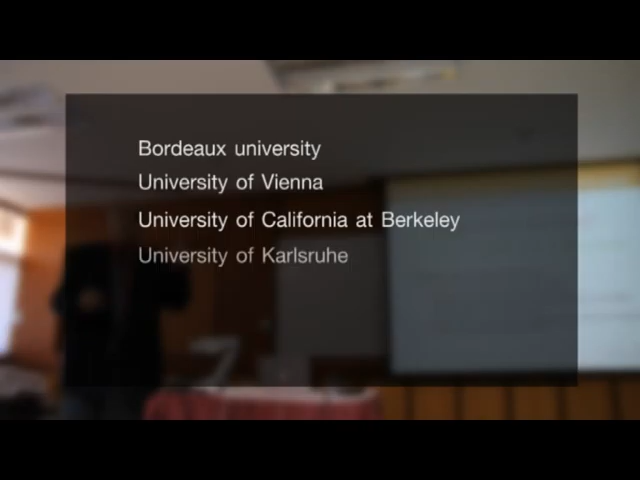 Bordeaux university
University of Vienna
University of California at Berkeley
University of Karlsruhe